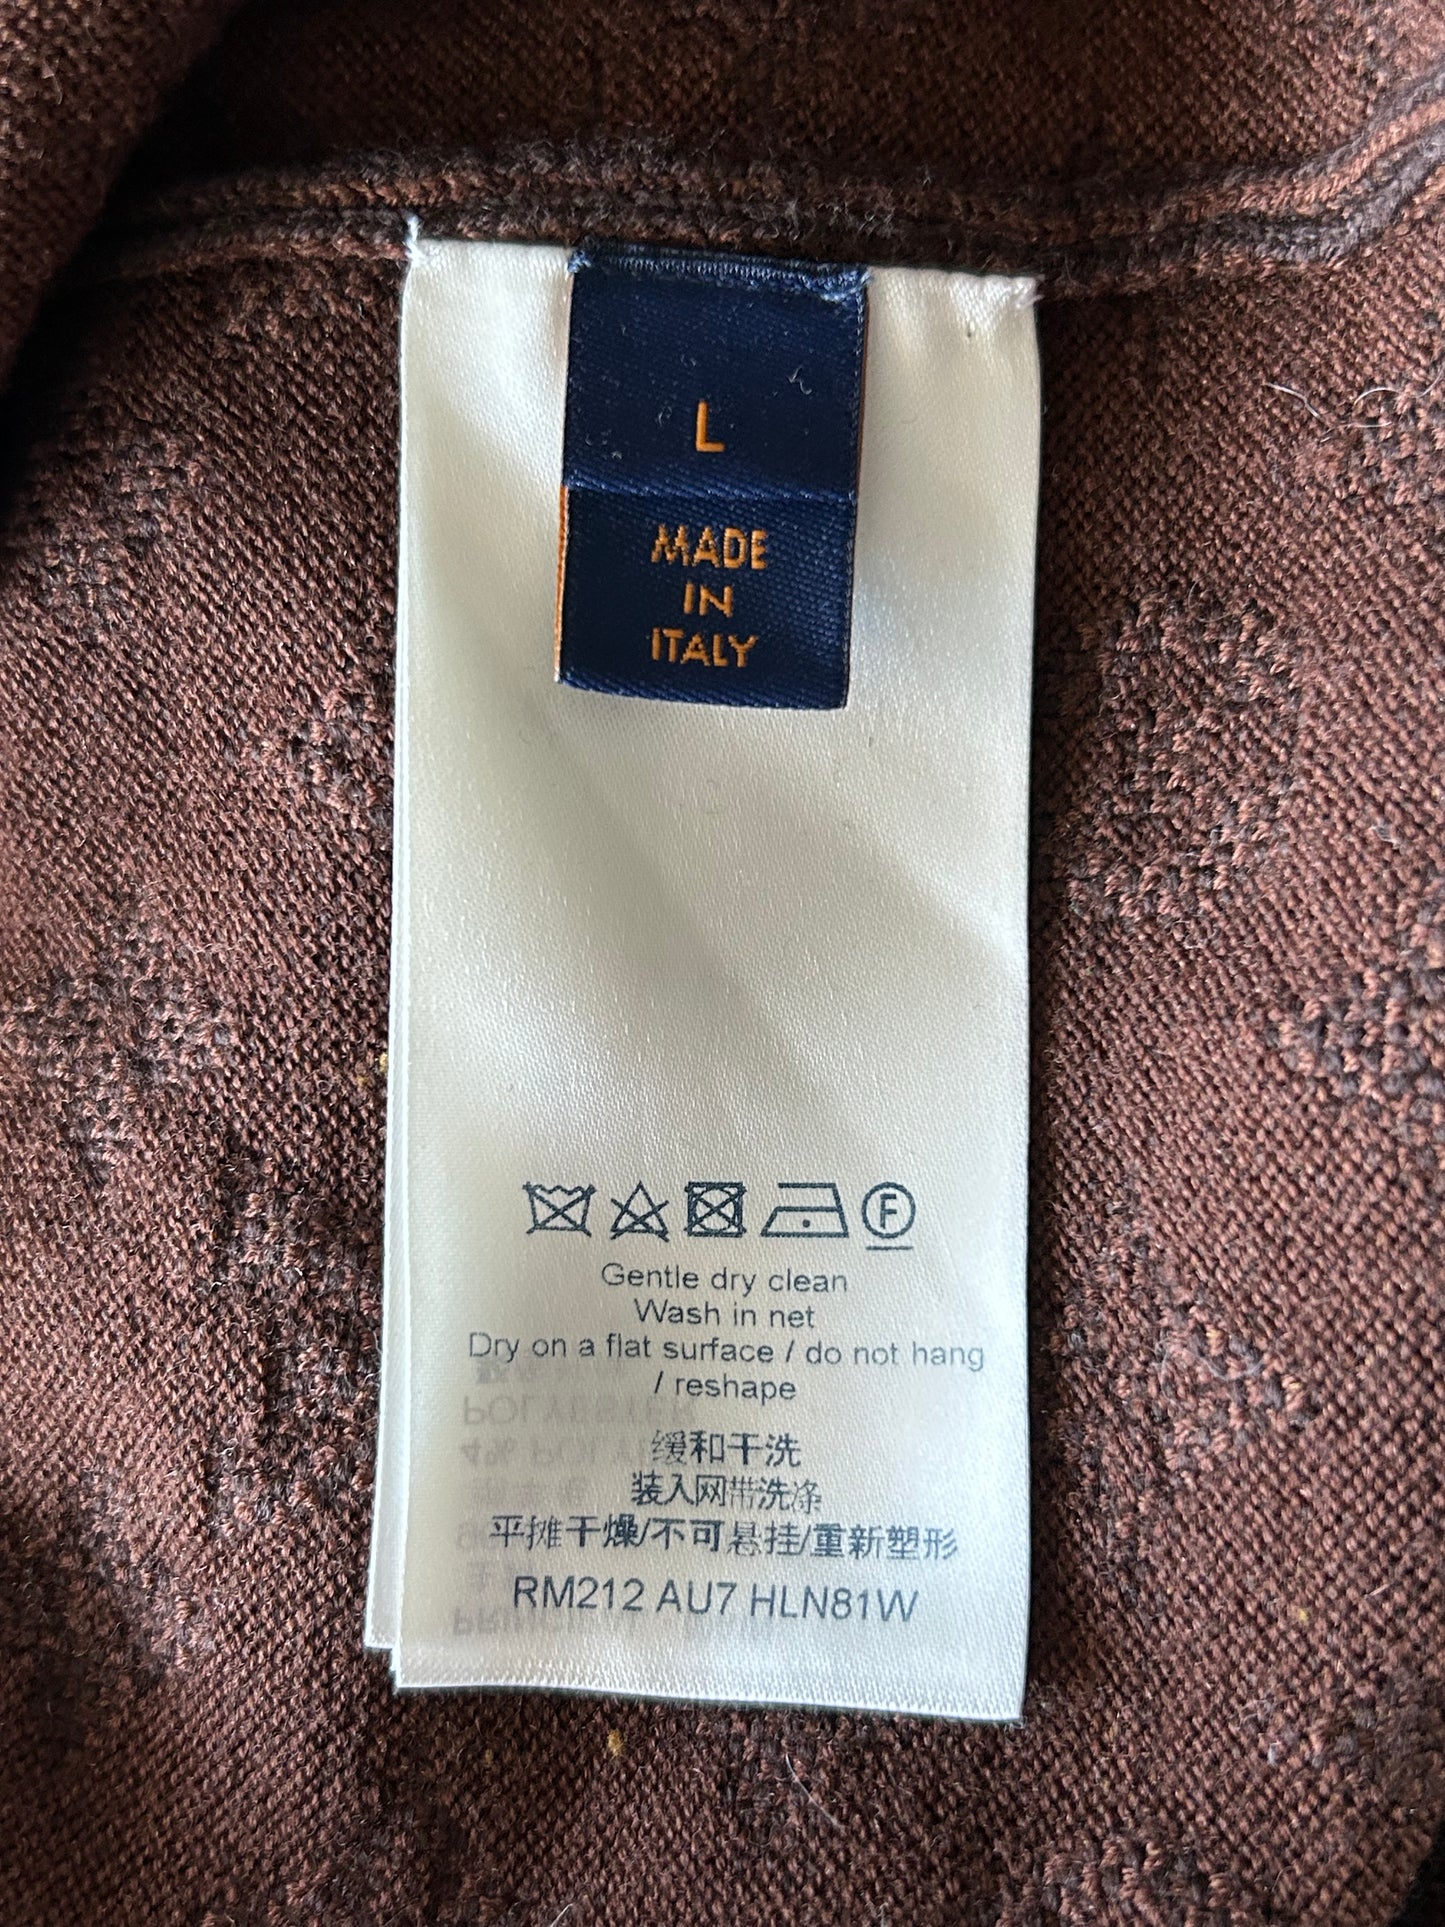 L
MADE
IN
ITALY
F
Gentle dry clean
Wash in net
Dry on a flat surface / do not hang
/ reshape
缓和干洗
装入网带洗涤
平摊干燥/不可悬挂/重新塑形
RM212 AU7 HLN81W